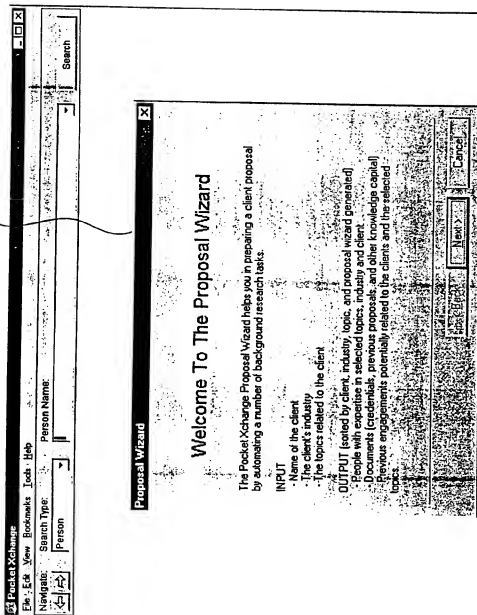 Pocket Xchange
File Edit View Bookmarks Tools Help
Navigate: Search Type: Person Name:
Person Search
Proposal Wizard
Welcome To The Proposal Wizard
The Pocket Xchange Proposal Wizard helps you in preparing a client proposal
by automating a number of background research tasks.
INPUT
- Name of the client
- The client's industry
- The topics related to the client
OUTPUT (sorted by client, industry, topic, and proposal wizard generated)
- People with expertise in selected topics, industry and client
- Documents (credentials, previous proposals, and other knowledge capital)
- Previous engagements potentially related to the clients and the selected
topics.
< Back Next > Cancel